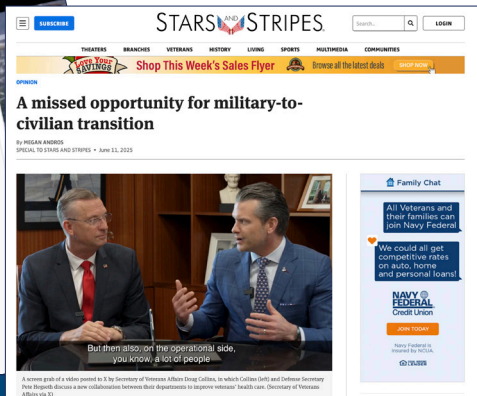 SUBSCRIBE
STARS AND STRIPES.
Search...
LOGIN
THEATERS BRANCHES VETERANS HISTORY LIVING SPORTS MULTIMEDIA COMMUNITIES
Love Your SAVINGS
Shop This Week's Sales Flyer
Browse all the latest deals
SHOP NOW
OPINION
A missed opportunity for military-to-
civilian transition
By MEGAN ANDROS
SPECIAL TO STARS AND STRIPES • June 11, 2025
But then also, on the operational side,
you know, a lot of people
A screen grab of a video posted to X by Secretary of Veterans Affairs Doug Collins, in which Collins (left) and Defense Secretary
Pete Hegseth discuss a new collaboration between their departments to improve veterans' health care. (Secretary of Veterans
Affairs via X)
Family Chat
All Veterans and
their families can
join Navy Federal
We could all get
competitive rates
on auto, home
and personal loans!
NAVY
FEDERAL
Credit Union
JOIN TODAY
Navy Federal is
insured by NCUA.